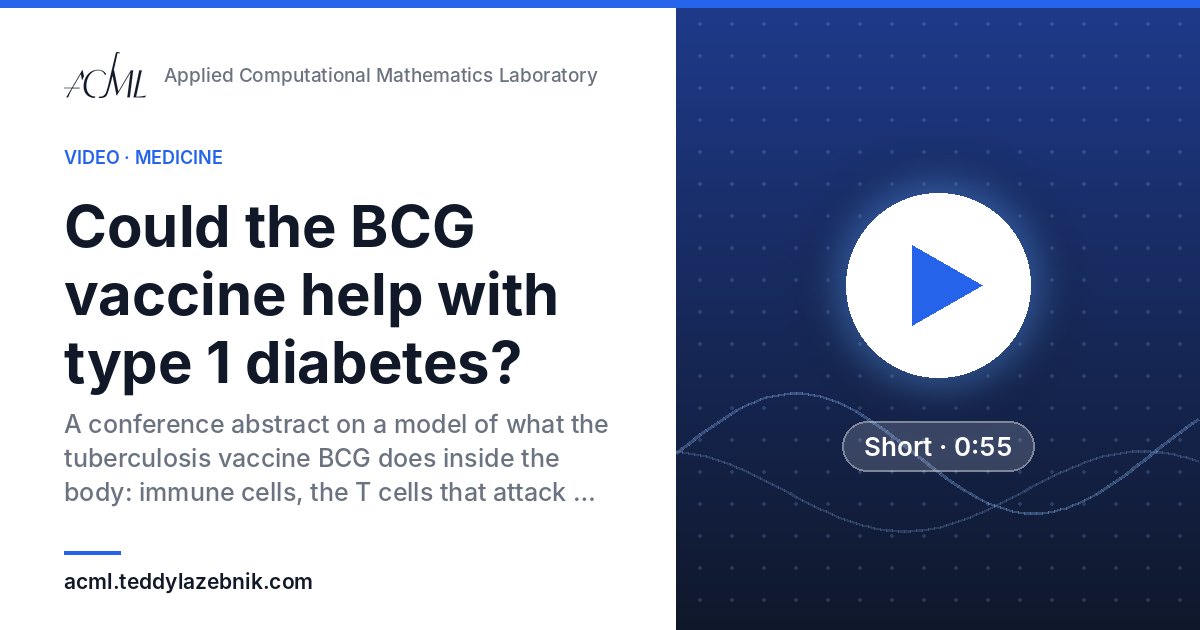 ACML
Applied Computational Mathematics Laboratory
VIDEO · MEDICINE
Could the BCG
vaccine help with
type 1 diabetes?
A conference abstract on a model of what the
tuberculosis vaccine BCG does inside the
body: immune cells, the T cells that attack ...
acml.teddylazebnik.com
Short · 0:55